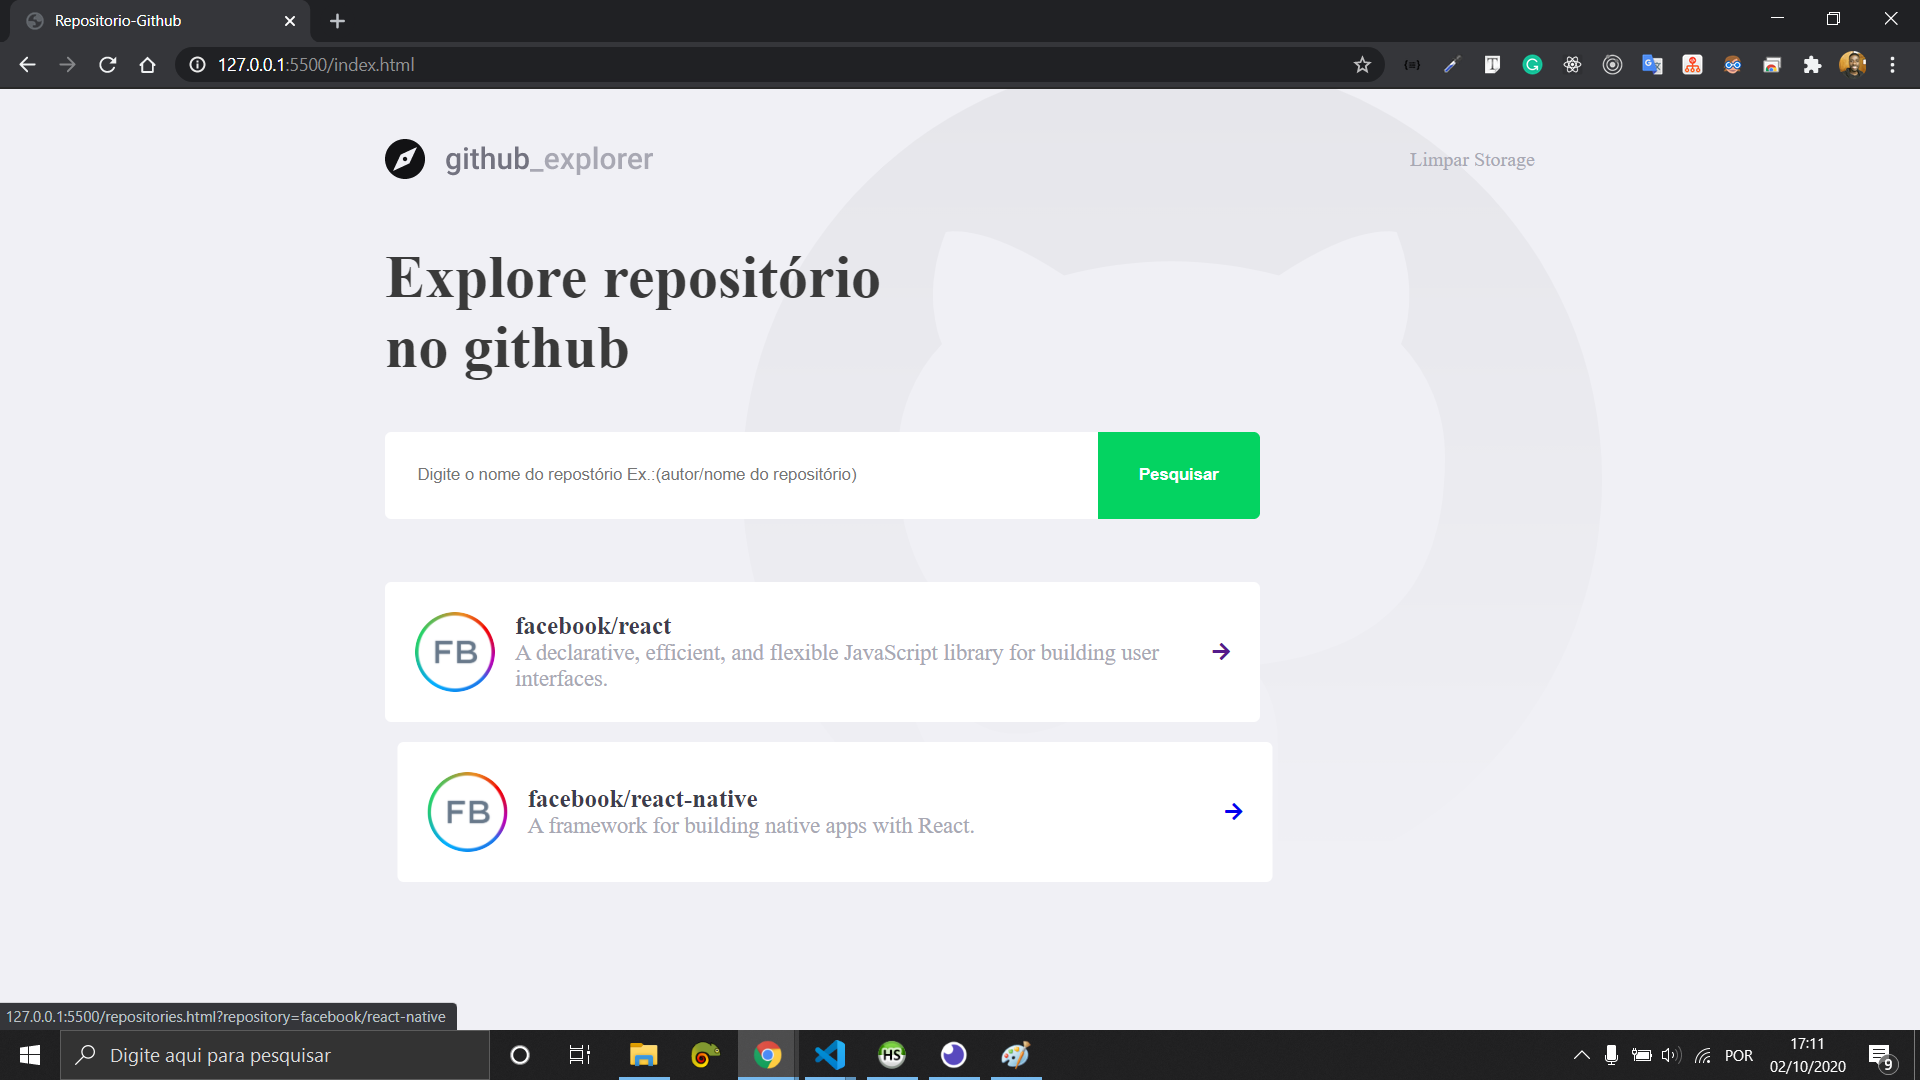 Repositorio-Github
127.0.0.1:5500/index.html
github_explorer
Limpar Storage
Explore repositório
no github
Digite o nome do repostório Ex.:(autor/nome do repositório)
Pesquisar
FB
facebook/react
A declarative, efficient, and flexible JavaScript library for building user
interfaces.
FB
facebook/react-native
A framework for building native apps with React.
127.0.0.1:5500/repositories.html?repository=facebook/react-native
Digite aqui para pesquisar
HS
POR
17:11
02/10/2020
9